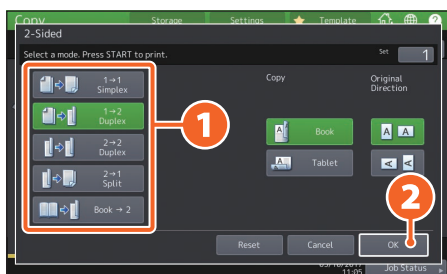 Copy Storage Settings Template
2-Sided
Select a mode. Press START to print.
Set 1
1→1
Simplex
1→2
Duplex
2→2
Duplex
2→1
Split
Book → 2
1
Copy
Book
Tablet
Original
Direction
A A
A A
2
Reset Cancel OK
11:05 Job Status